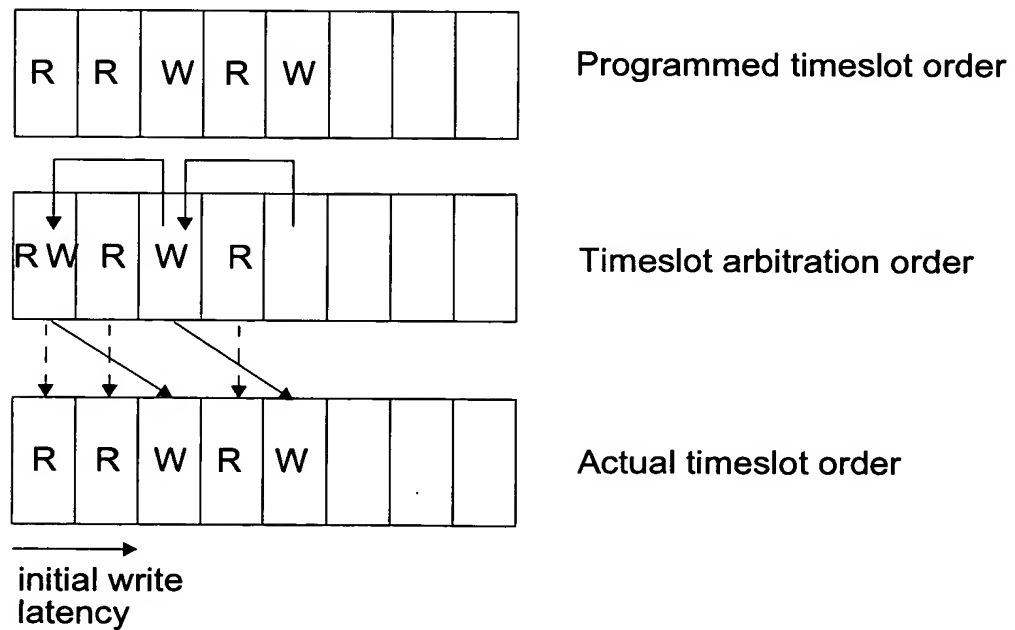 R R W R W Programmed timeslot order
RW R W R Timeslot arbitration order
R R W R W Actual timeslot order
initial write
latency